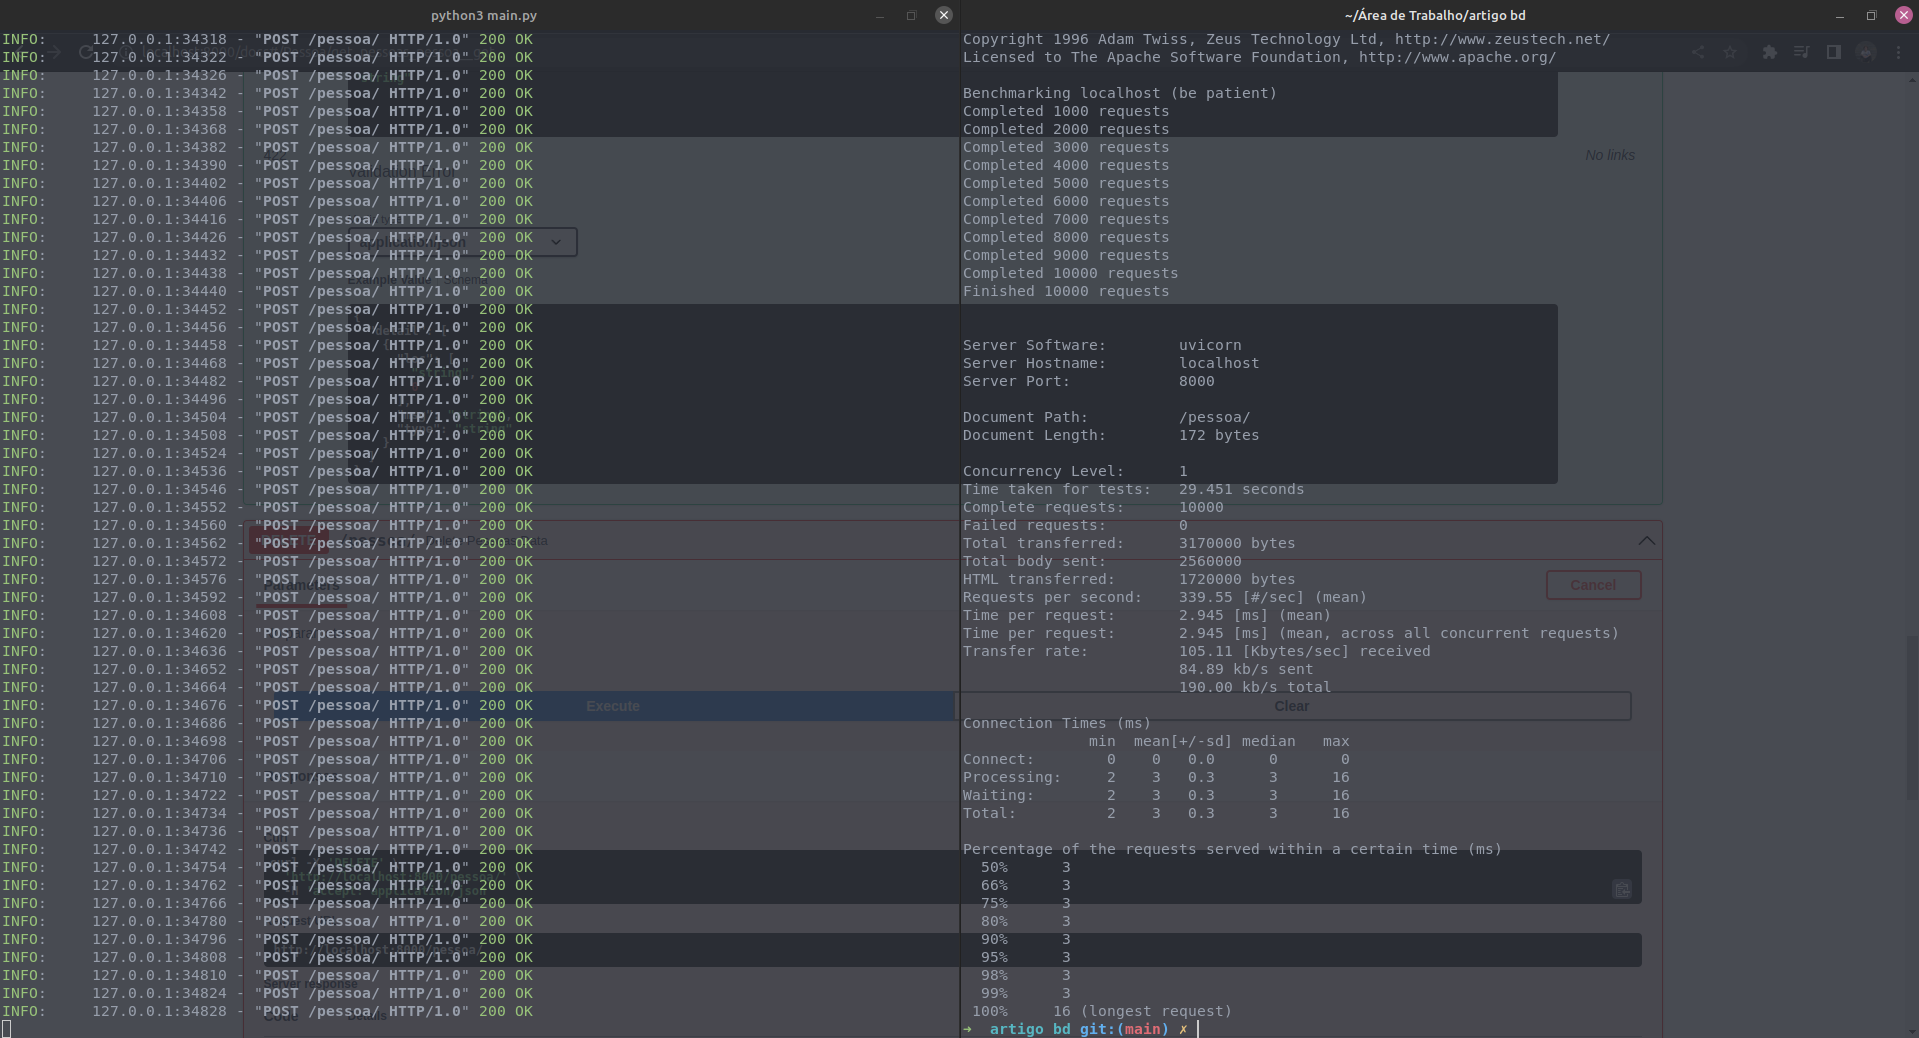 python3 main.py
INFO: 127.0.0.1:34318 - "POST /pessoa/ HTTP/1.0" 200 OK
INFO: 127.0.0.1:34322 - "POST /pessoa/ HTTP/1.0" 200 OK
INFO: 127.0.0.1:34326 - "POST /pessoa/ HTTP/1.0" 200 OK
INFO: 127.0.0.1:34342 - "POST /pessoa/ HTTP/1.0" 200 OK
INFO: 127.0.0.1:34358 - "POST /pessoa/ HTTP/1.0" 200 OK
INFO: 127.0.0.1:34368 - "POST /pessoa/ HTTP/1.0" 200 OK
INFO: 127.0.0.1:34382 - "POST /pessoa/ HTTP/1.0" 200 OK
INFO: 127.0.0.1:34390 - "POST /pessoa/ HTTP/1.0" 200 OK
INFO: 127.0.0.1:34402 - "POST /pessoa/ HTTP/1.0" 200 OK
INFO: 127.0.0.1:34406 - "POST /pessoa/ HTTP/1.0" 200 OK
INFO: 127.0.0.1:34416 - "POST /pessoa/ HTTP/1.0" 200 OK
INFO: 127.0.0.1:34426 - "POST /pessoa/ HTTP/1.0" 200 OK
INFO: 127.0.0.1:34432 - "POST /pessoa/ HTTP/1.0" 200 OK
INFO: 127.0.0.1:34438 - "POST /pessoa/ HTTP/1.0" 200 OK
INFO: 127.0.0.1:34440 - "POST /pessoa/ HTTP/1.0" 200 OK
INFO: 127.0.0.1:34452 - "POST /pessoa/ HTTP/1.0" 200 OK
INFO: 127.0.0.1:34456 - "POST /pessoa/ HTTP/1.0" 200 OK
INFO: 127.0.0.1:34458 - "POST /pessoa/ HTTP/1.0" 200 OK
INFO: 127.0.0.1:34468 - "POST /pessoa/ HTTP/1.0" 200 OK
INFO: 127.0.0.1:34482 - "POST /pessoa/ HTTP/1.0" 200 OK
INFO: 127.0.0.1:34496 - "POST /pessoa/ HTTP/1.0" 200 OK
INFO: 127.0.0.1:34504 - "POST /pessoa/ HTTP/1.0" 200 OK
INFO: 127.0.0.1:34508 - "POST /pessoa/ HTTP/1.0" 200 OK
INFO: 127.0.0.1:34524 - "POST /pessoa/ HTTP/1.0" 200 OK
INFO: 127.0.0.1:34536 - "POST /pessoa/ HTTP/1.0" 200 OK
INFO: 127.0.0.1:34546 - "POST /pessoa/ HTTP/1.0" 200 OK
INFO: 127.0.0.1:34552 - "POST /pessoa/ HTTP/1.0" 200 OK
INFO: 127.0.0.1:34560 - "POST /pessoa/ HTTP/1.0" 200 OK
INFO: 127.0.0.1:34562 - "POST /pessoa/ HTTP/1.0" 200 OK
INFO: 127.0.0.1:34572 - "POST /pessoa/ HTTP/1.0" 200 OK
INFO: 127.0.0.1:34576 - "POST /pessoa/ HTTP/1.0" 200 OK
INFO: 127.0.0.1:34592 - "POST /pessoa/ HTTP/1.0" 200 OK
INFO: 127.0.0.1:34608 - "POST /pessoa/ HTTP/1.0" 200 OK
INFO: 127.0.0.1:34620 - "POST /pessoa/ HTTP/1.0" 200 OK
INFO: 127.0.0.1:34636 - "POST /pessoa/ HTTP/1.0" 200 OK
INFO: 127.0.0.1:34652 - "POST /pessoa/ HTTP/1.0" 200 OK
INFO: 127.0.0.1:34664 - "POST /pessoa/ HTTP/1.0" 200 OK
INFO: 127.0.0.1:34676 - "POST /pessoa/ HTTP/1.0" 200 OK
INFO: 127.0.0.1:34686 - "POST /pessoa/ HTTP/1.0" 200 OK
INFO: 127.0.0.1:34698 - "POST /pessoa/ HTTP/1.0" 200 OK
INFO: 127.0.0.1:34706 - "POST /pessoa/ HTTP/1.0" 200 OK
INFO: 127.0.0.1:34710 - "POST /pessoa/ HTTP/1.0" 200 OK
INFO: 127.0.0.1:34722 - "POST /pessoa/ HTTP/1.0" 200 OK
INFO: 127.0.0.1:34734 - "POST /pessoa/ HTTP/1.0" 200 OK
INFO: 127.0.0.1:34736 - "POST /pessoa/ HTTP/1.0" 200 OK
INFO: 127.0.0.1:34742 - "POST /pessoa/ HTTP/1.0" 200 OK
INFO: 127.0.0.1:34754 - "POST /pessoa/ HTTP/1.0" 200 OK
INFO: 127.0.0.1:34762 - "POST /pessoa/ HTTP/1.0" 200 OK
INFO: 127.0.0.1:34766 - "POST /pessoa/ HTTP/1.0" 200 OK
INFO: 127.0.0.1:34780 - "POST /pessoa/ HTTP/1.0" 200 OK
INFO: 127.0.0.1:34796 - "POST /pessoa/ HTTP/1.0" 200 OK
INFO: 127.0.0.1:34808 - "POST /pessoa/ HTTP/1.0" 200 OK
INFO: 127.0.0.1:34810 - "POST /pessoa/ HTTP/1.0" 200 OK
INFO: 127.0.0.1:34824 - "POST /pessoa/ HTTP/1.0" 200 OK
INFO: 127.0.0.1:34828 - "POST /pessoa/ HTTP/1.0" 200 OK
~/Área de Trabalho/artigo bd
Copyright 1996 Adam Twiss, Zeus Technology Ltd, http://www.zeustech.net/
Licensed to The Apache Software Foundation, http://www.apache.org/
Benchmarking localhost (be patient)
Completed 1000 requests
Completed 2000 requests
Completed 3000 requests
Completed 4000 requests
Completed 5000 requests
Completed 6000 requests
Completed 7000 requests
Completed 8000 requests
Completed 9000 requests
Completed 10000 requests
Finished 10000 requests
Server Software: uvicorn
Server Hostname: localhost
Server Port: 8000
Document Path: /pessoa/
Document Length: 172 bytes
Concurrency Level: 1
Time taken for tests: 29.451 seconds
Complete requests: 10000
Failed requests: 0
Total transferred: 3170000 bytes
Total body sent: 2560000
HTML transferred: 1720000 bytes
Requests per second: 339.55 [#/sec] (mean)
Time per request: 2.945 [ms] (mean)
Time per request: 2.945 [ms] (mean, across all concurrent requests)
Transfer rate: 105.11 [Kbytes/sec] received
84.89 kb/s sent
190.00 kb/s total
Connection Times (ms)
min mean[+/-sd] median max
Connect: 0 0 0.0 0 0
Processing: 2 3 0.3 3 16
Waiting: 2 3 0.3 3 16
Total: 2 3 0.3 3 16
Percentage of the requests served within a certain time (ms)
50% 3
66% 3
75% 3
80% 3
90% 3
95% 3
98% 3
99% 3
100% 16 (longest request)
➜ artigo bd git:(main) ✗
No links
Validation Error
Parameters
Cancel
Execute
Clear
http://localhost:8000/pessoa/
Server response
Code Details